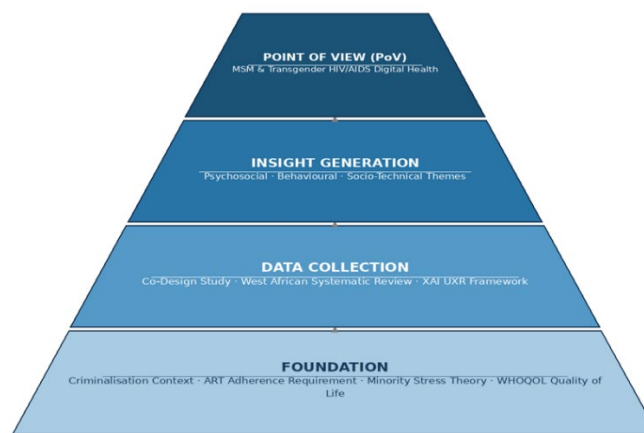 POINT OF VIEW (PoV)
MSM & Transgender HIV/AIDS Digital Health
INSIGHT GENERATION
Psychosocial · Behavioural · Socio-Technical Themes
DATA COLLECTION
Co-Design Study · West African Systematic Review · XAI UXR Framework
FOUNDATION
Criminalisation Context · ART Adherence Requirement · Minority Stress Theory · WHOQOL Quality of
Life